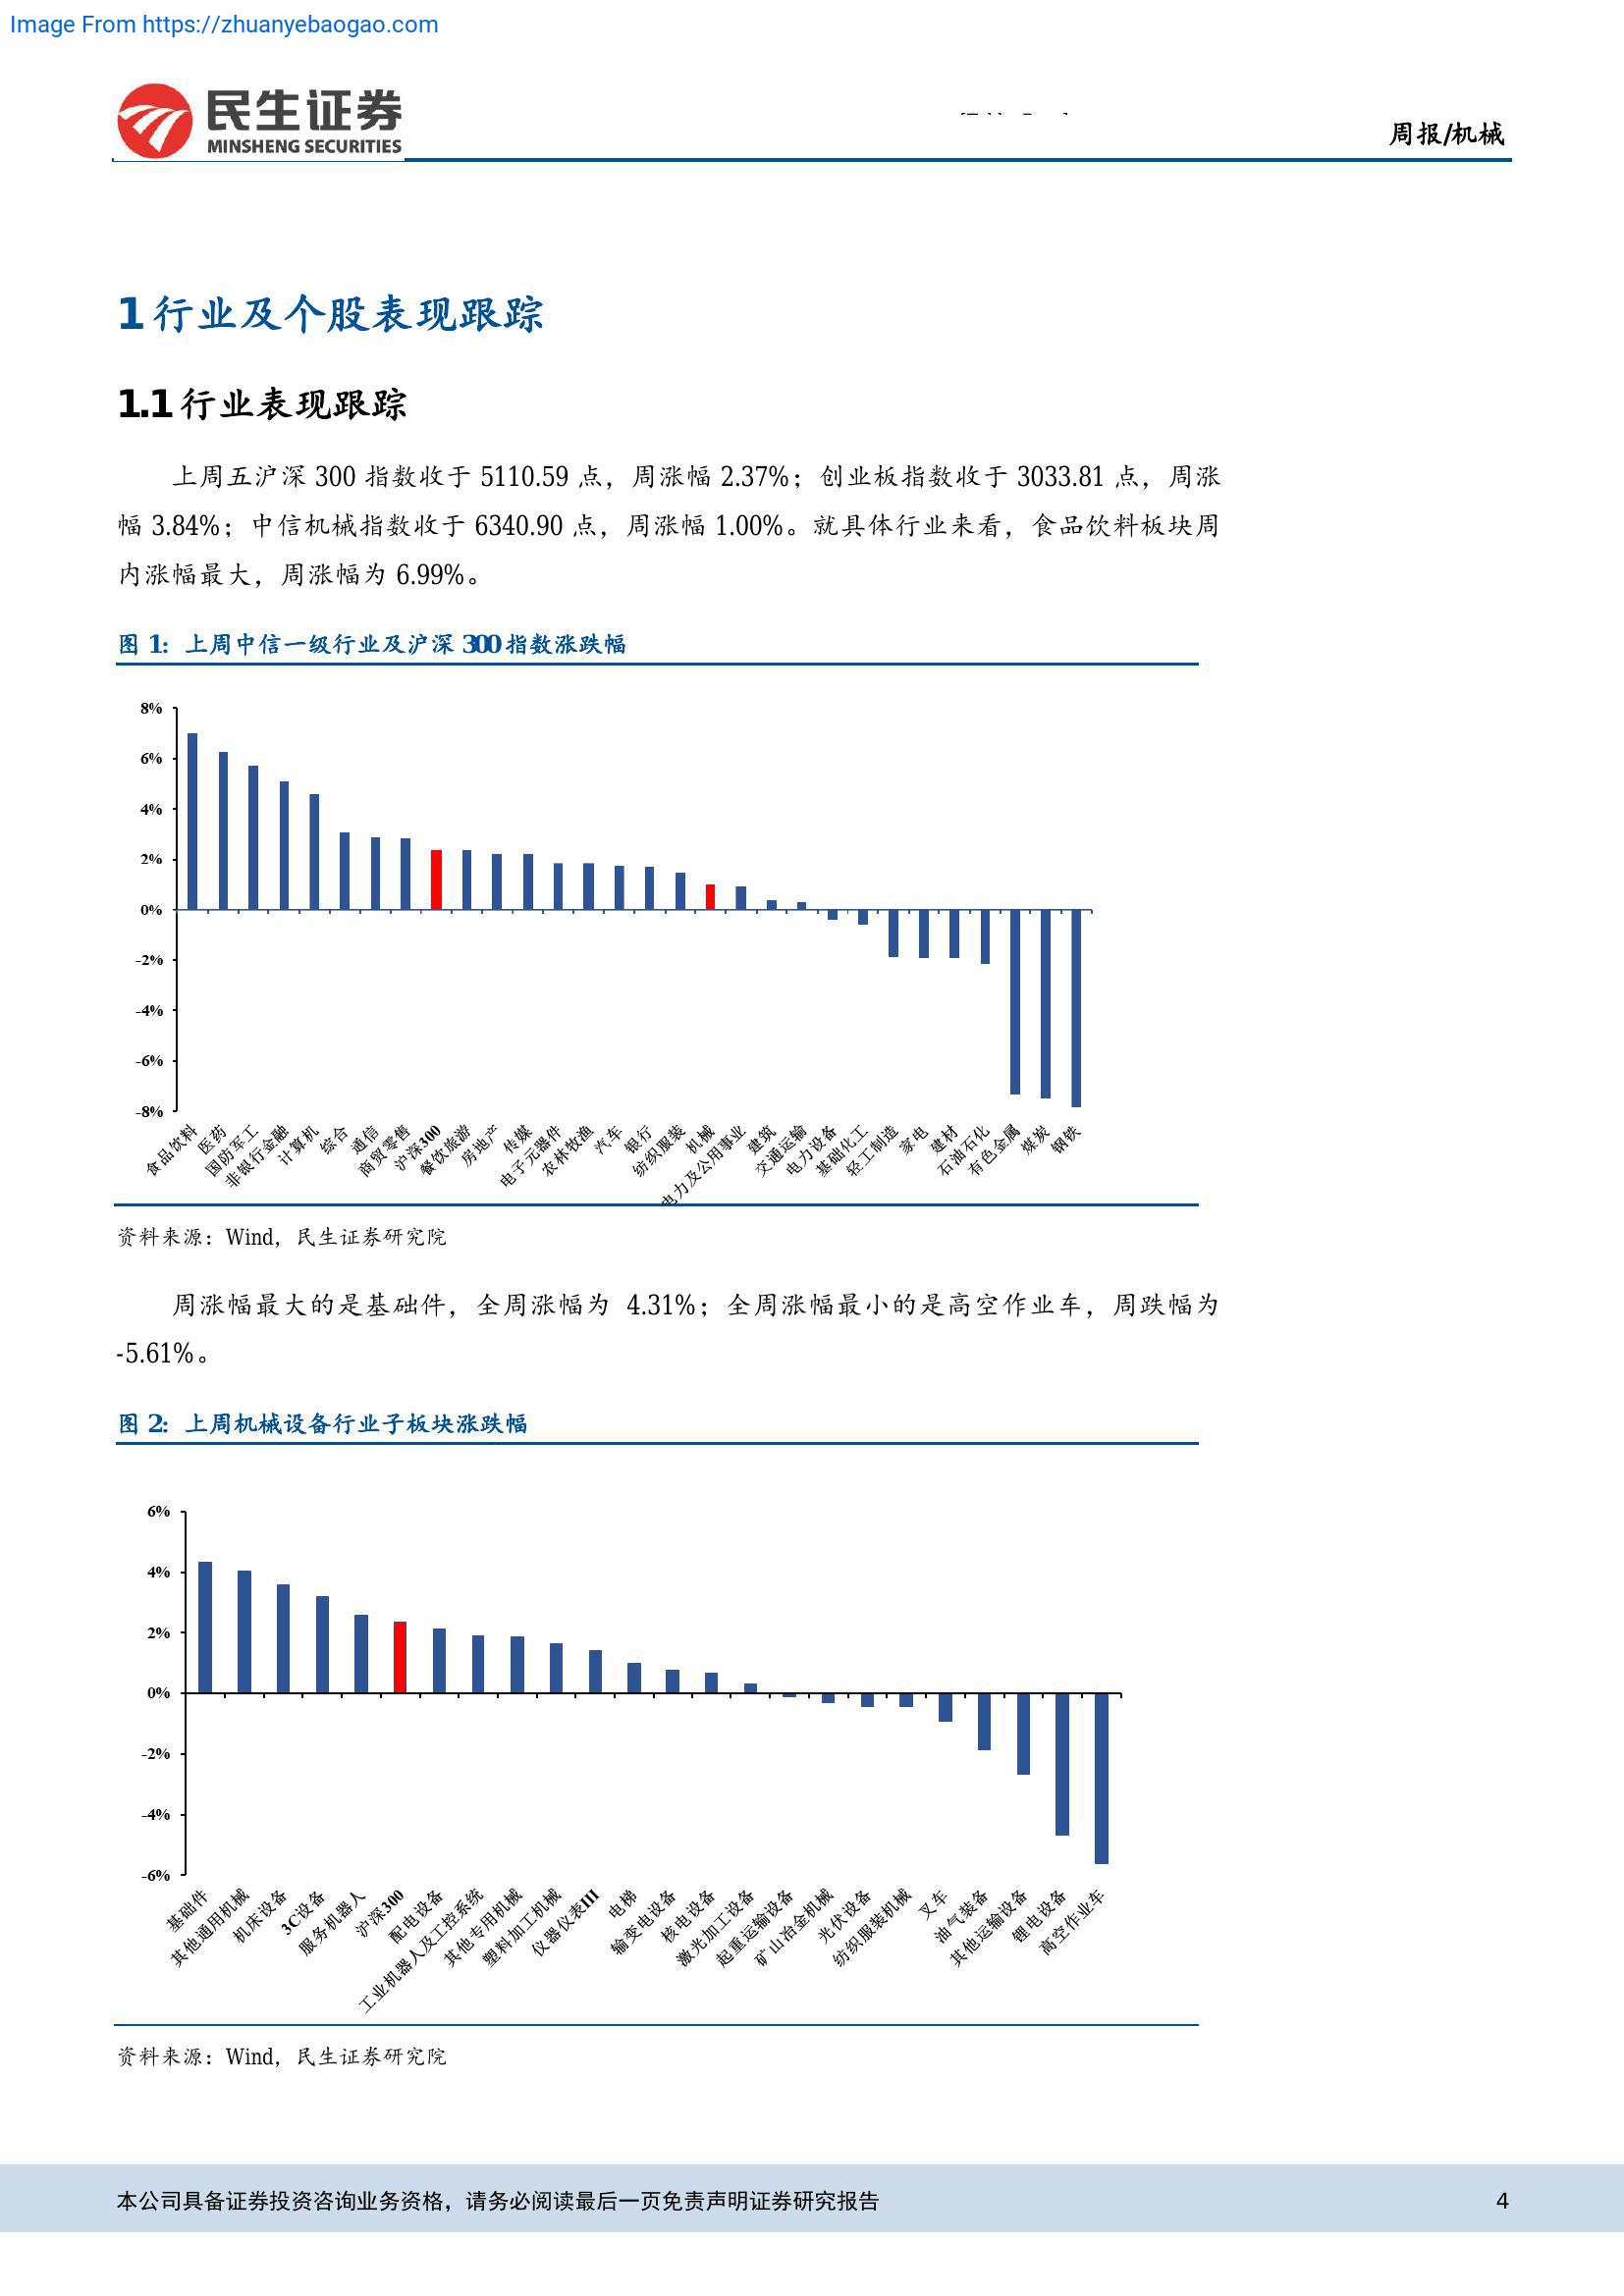 Image From https://zhuanyebaogao.com
民生证券
MINSHENG SECURITIES
周报/机械
1 行业及个股表现跟踪
1.1 行业表现跟踪
上周五沪深 300 指数收于 5110.59 点，周涨幅 2.37%；创业板指数收于 3033.81 点，周涨
幅 3.84%；中信机械指数收于 6340.90 点，周涨幅 1.00%。就具体行业来看，食品饮料板块周
内涨幅最大，周涨幅为 6.99%。
图 1：上周中信一级行业及沪深 300 指数涨跌幅
8%
6%
4%
2%
0%
-2%
-4%
-6%
-8%
食品饮料
医药
国防军工
非银行金融
计算机
综合
通信
商贸零售
沪深300
餐饮旅游
房地产
传媒
电子元器件
农林牧渔
汽车
银行
纺织服装
机械
电力及公用事业
建筑
交通运输
电力设备
基础化工
轻工制造
家电
建材
石油石化
有色金属
煤炭
钢铁
资料来源：Wind，民生证券研究院
周涨幅最大的是基础件，全周涨幅为 4.31%；全周涨幅最小的是高空作业车，周跌幅为
-5.61%。
图 2：上周机械设备行业子板块涨跌幅
6%
4%
2%
0%
-2%
-4%
-6%
基础件
其他通用机械
机床设备
3C设备
服务机器人
沪深300
配电设备
工业机器人及工控系统
其他专用机械
塑料加工机械
仪器仪表III
电梯
输变电设备
核电设备
激光加工设备
起重运输设备
矿山冶金机械
光伏设备
纺织服装机械
叉车
油气装备
其他运输设备
锂电设备
高空作业车
资料来源：Wind，民生证券研究院
本公司具备证券投资咨询业务资格，请务必阅读最后一页免责声明证券研究报告
4